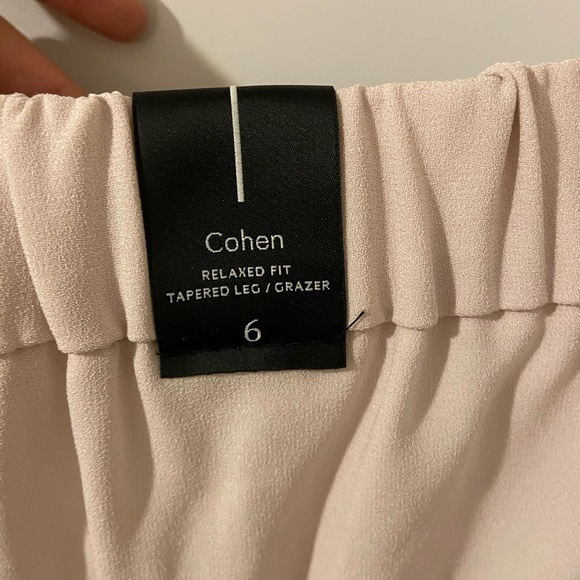 Cohen
RELAXED FIT
TAPERED LEG / GRAZER
6